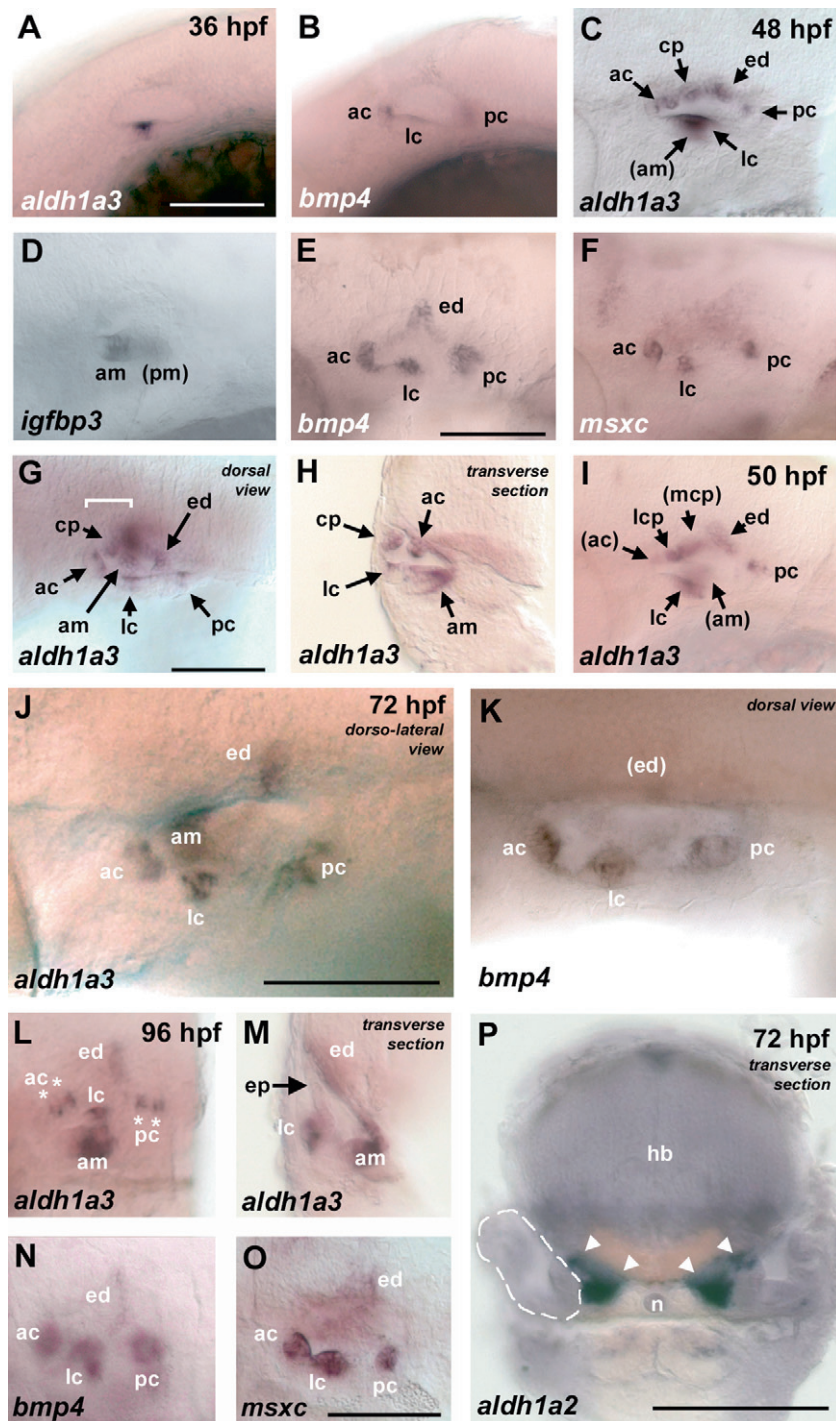 A
36 hpf
aldh1a3
B
ac
lc
pc
bmp4
C
48 hpf
cp
ed
ac
pc
(am)
lc
aldh1a3
D
am
(pm)
igfbp3
E
ed
ac
lc
pc
bmp4
F
ac
lc
pc
msxc
G
dorsal
view
cp
ed
ac
am
lc
pc
aldh1a3
H
transverse
section
ac
cp
lc
am
aldh1a3
I
50 hpf
(mcp)
lcp
ed
(ac)
pc
lc
(am)
aldh1a3
J
72 hpf
dorso-lateral
view
ed
am
ac
pc
lc
aldh1a3
K
dorsal view
(ed)
ac
pc
lc
bmp4
L
96 hpf
ed
ac
* *
lc
* *
pc
am
aldh1a3
M
transverse
section
ed
ep
lc
am
aldh1a3
N
ed
ac
lc
pc
bmp4
O
ed
ac
lc
pc
msxc
P
72 hpf
transverse
section
hb
n
aldh1a2